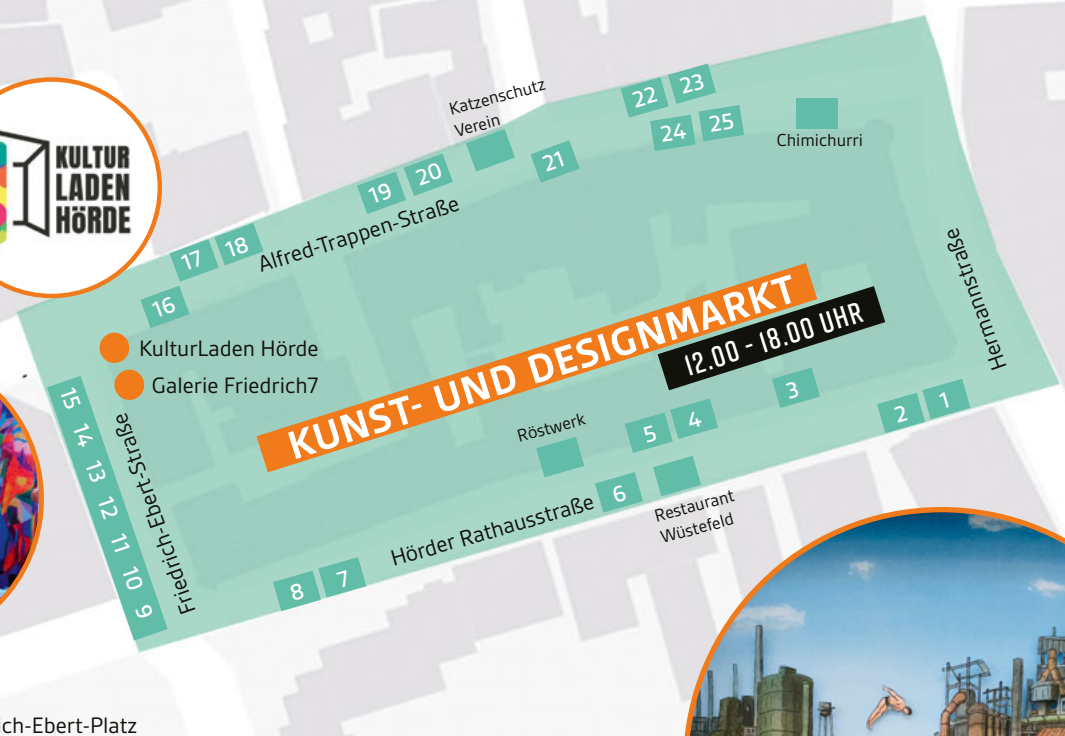 KULTUR
LADEN
HÖRDE
Katzenschutz
Verein
22
23
24
25
Chimichurri
21
19
20
Alfred-Trappen-Straße
17
18
16
KulturLaden Hörde
Galerie Friedrich7
KUNST- UND DESIGNMARKT
12.00 - 18.00 UHR
Hermannstraße
3
2
1
Röstwerk
5
4
6
Restaurant
Wüstefeld
Hörder Rathausstraße
8
7
Friedrich-Ebert-Straße
15
14
13
12
11
10
9
ich-Ebert-Platz